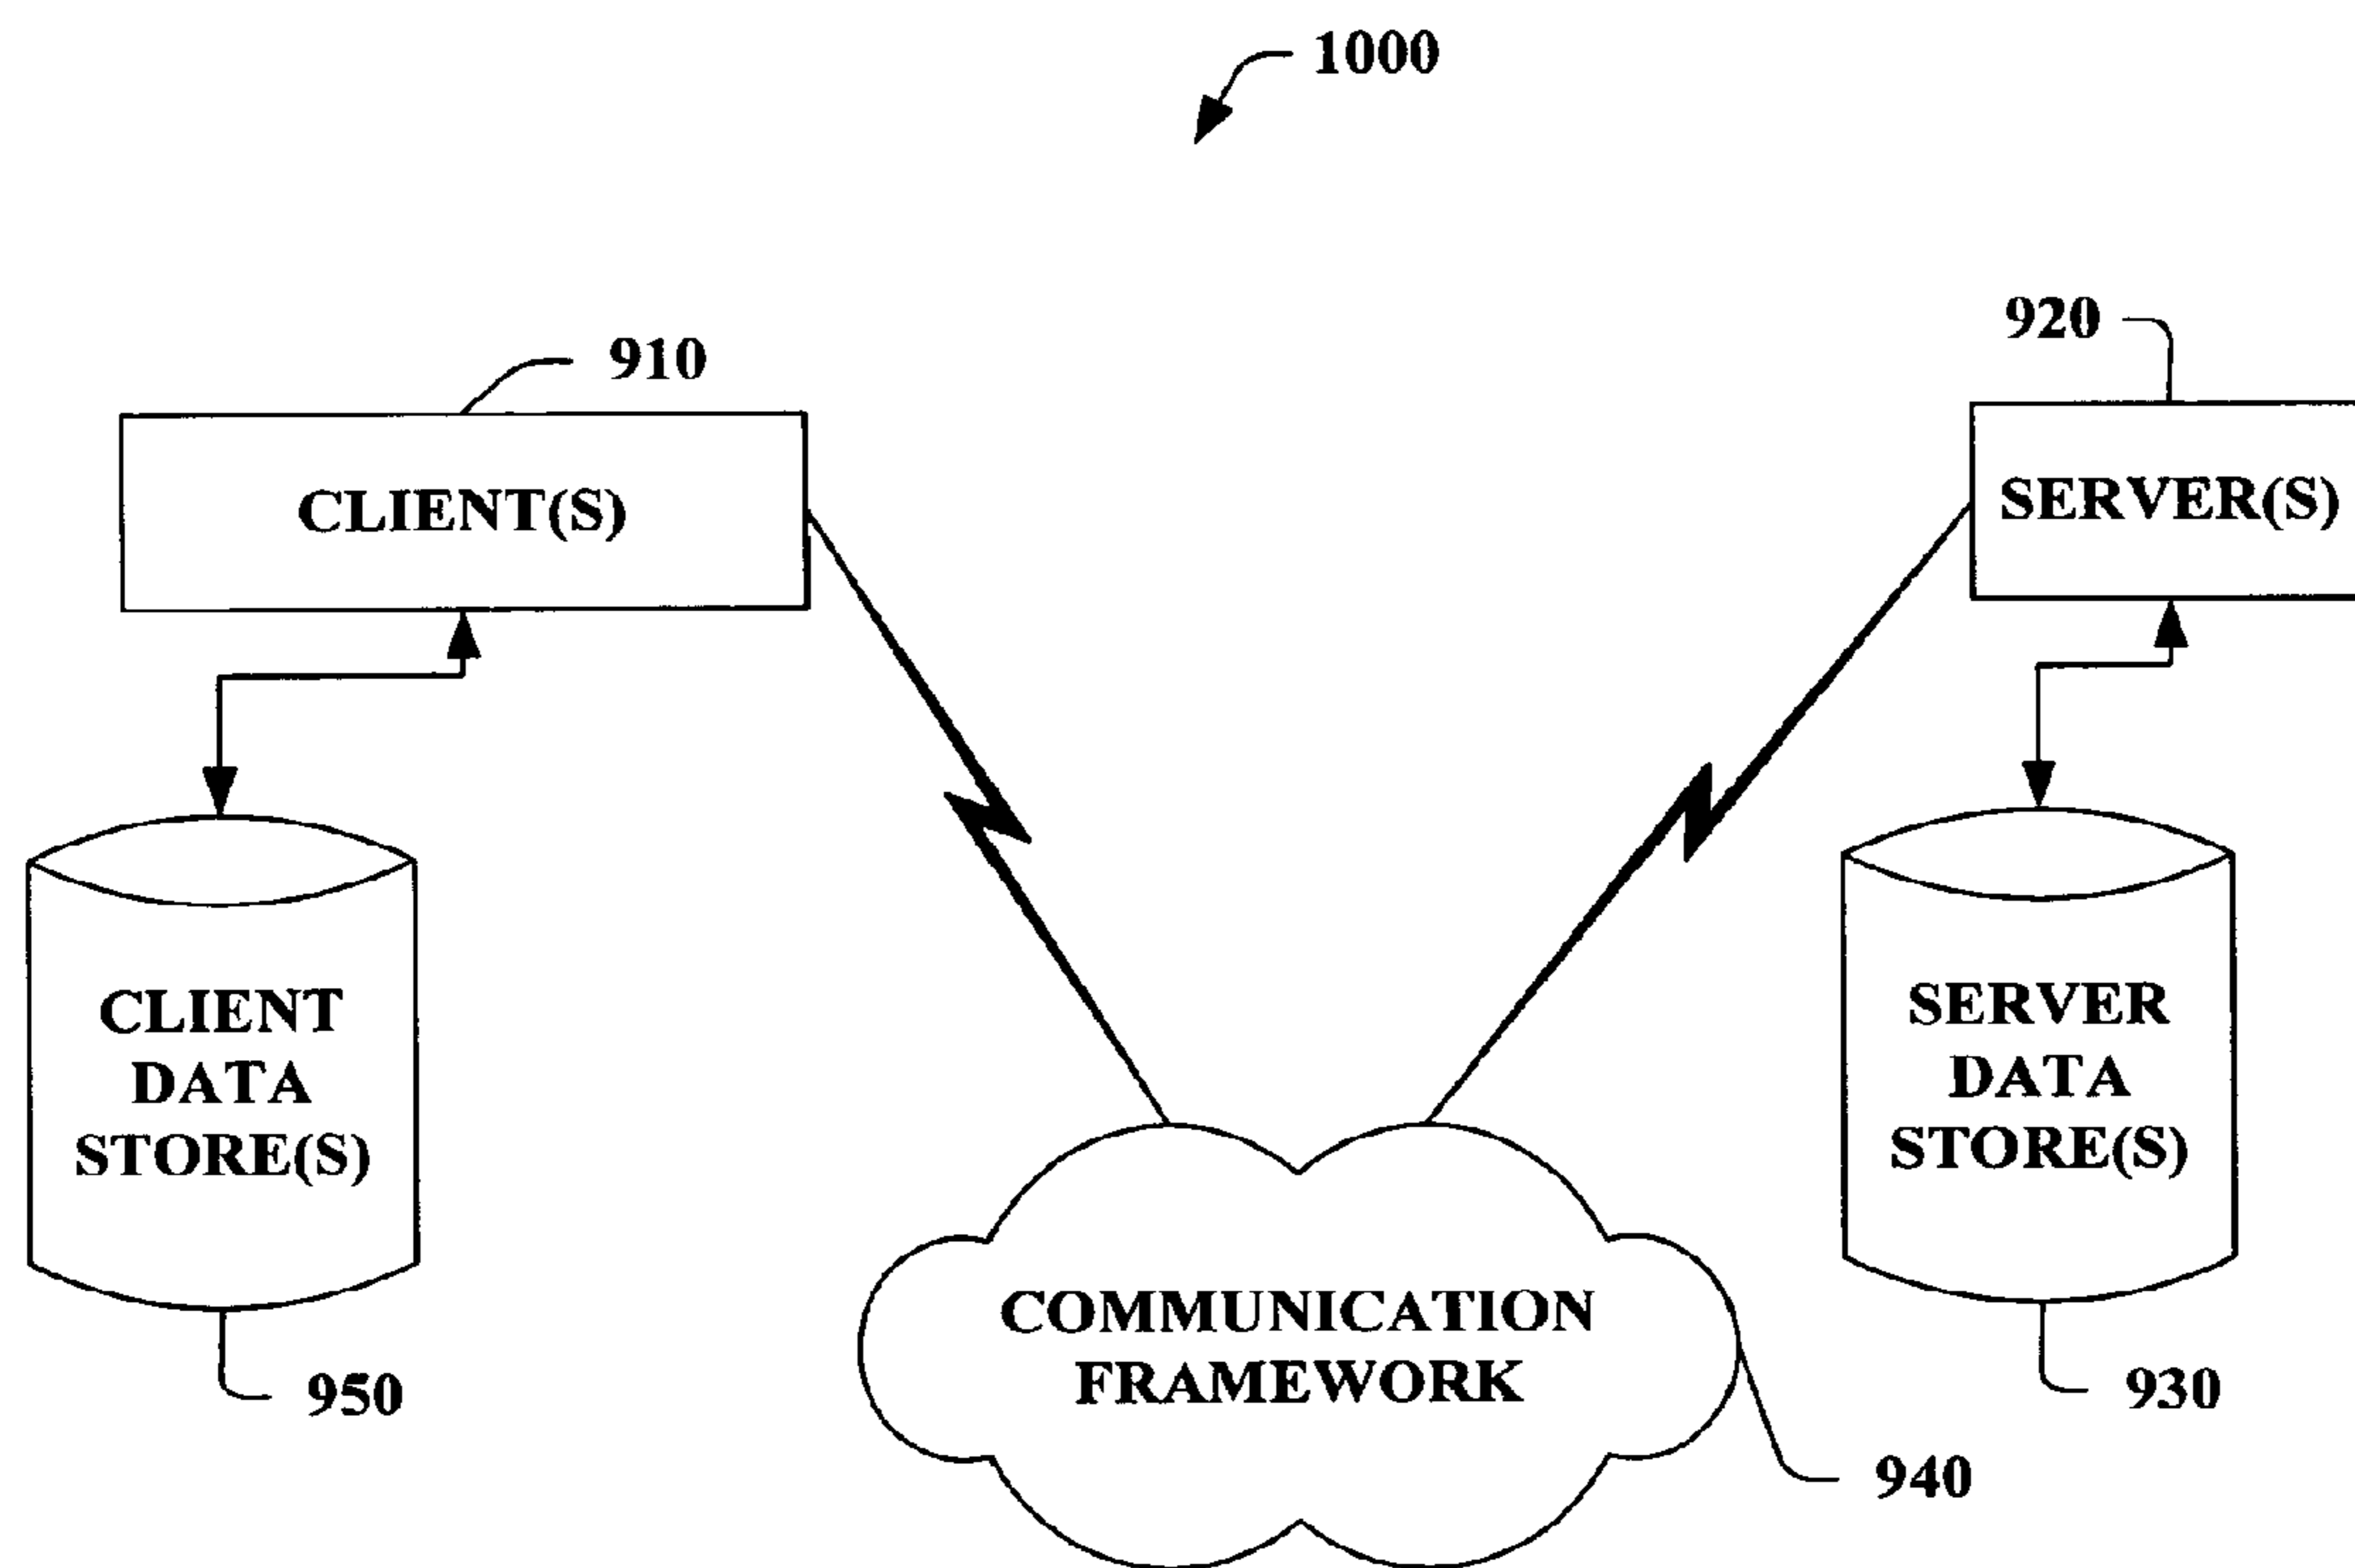 1000
910
920
CLIENT(S)
SERVER(S)
CLIENT
DATA
STORE(S)
SERVER
DATA
STORE(S)
COMMUNICATION
FRAMEWORK
950
930
940